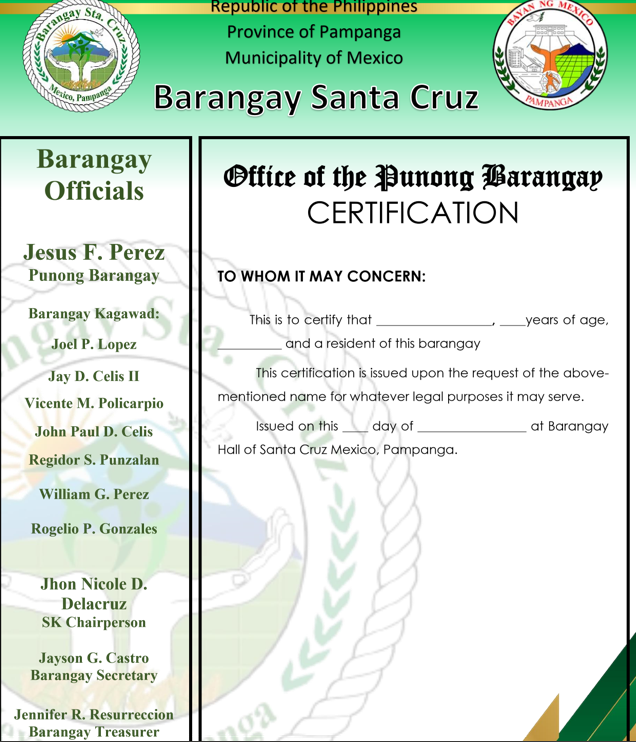 Republic of the Philippines
Province of Pampanga
Municipality of Mexico
Barangay Santa Cruz
Barangay Sta. Cruz
Mexico, Pampanga
BAYAN NG MEXICO
PAMPANGA
Barangay
Officials
Jesus F. Perez
Punong Barangay
Barangay Kagawad:
Joel P. Lopez
Jay D. Celis II
Vicente M. Policarpio
John Paul D. Celis
Regidor S. Punzalan
William G. Perez
Rogelio P. Gonzales
Jhon Nicole D.
Delacruz
SK Chairperson
Jayson G. Castro
Barangay Secretary
Jennifer R. Resurreccion
Barangay Treasurer
Office of the Punong Barangay
CERTIFICATION
TO WHOM IT MAY CONCERN:
This is to certify that __________________, ____years of age,
__________ and a resident of this barangay
This certification is issued upon the request of the above-
mentioned name for whatever legal purposes it may serve.
Issued on this ____ day of _________________ at Barangay
Hall of Santa Cruz Mexico, Pampanga.